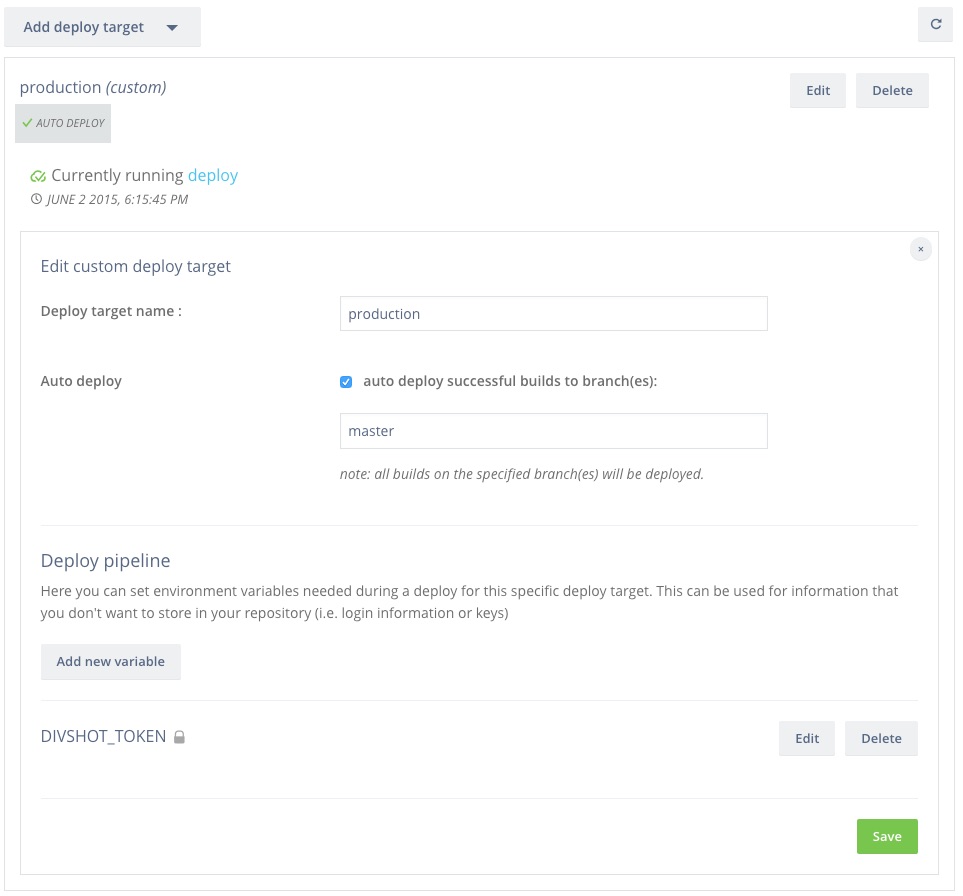 Add deploy target
production (custom)
Edit
Delete
AUTO DEPLOY
Currently running deploy
JUNE 2 2015, 6:15:45 PM
×
Edit custom deploy target
Deploy target name :
production
Auto deploy
auto deploy successful builds to branch(es):
master
note: all builds on the specified branch(es) will be deployed.
Deploy pipeline
Here you can set environment variables needed during a deploy for this specific deploy target. This can be used for information that
you don't want to store in your repository (i.e. login information or keys)
Add new variable
DIVSHOT_TOKEN
Edit
Delete
Save